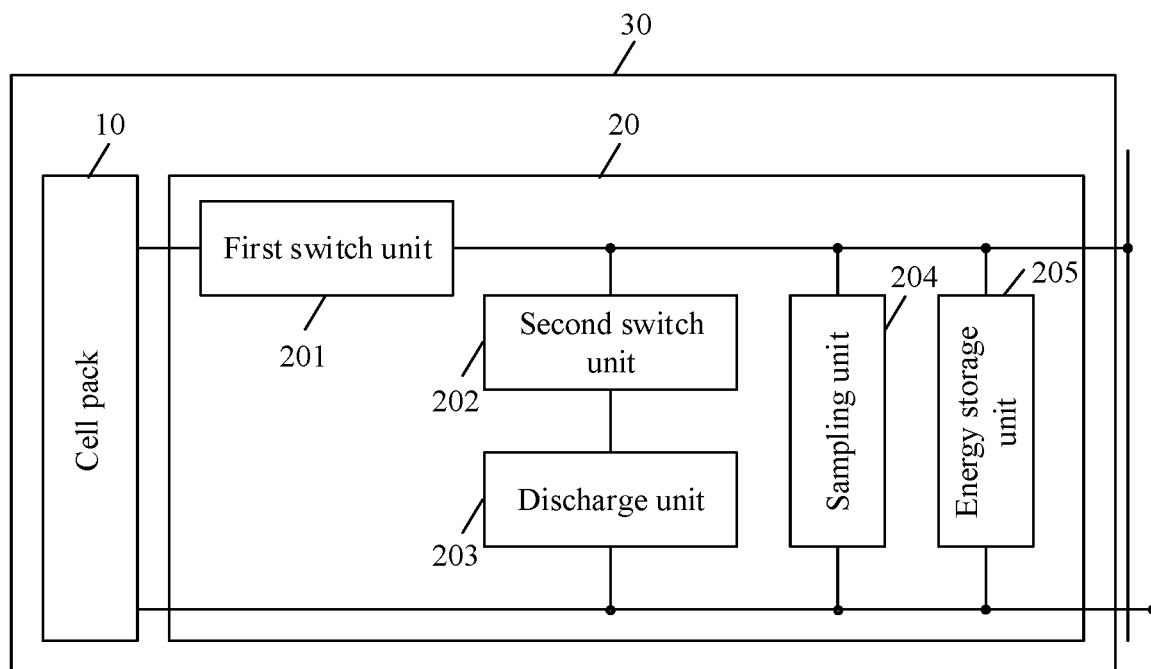 30
10
20
First switch unit
201
204
205
Second switch
unit
202
Discharge unit
203
Cell pack
Sampling unit
Energy storage
unit